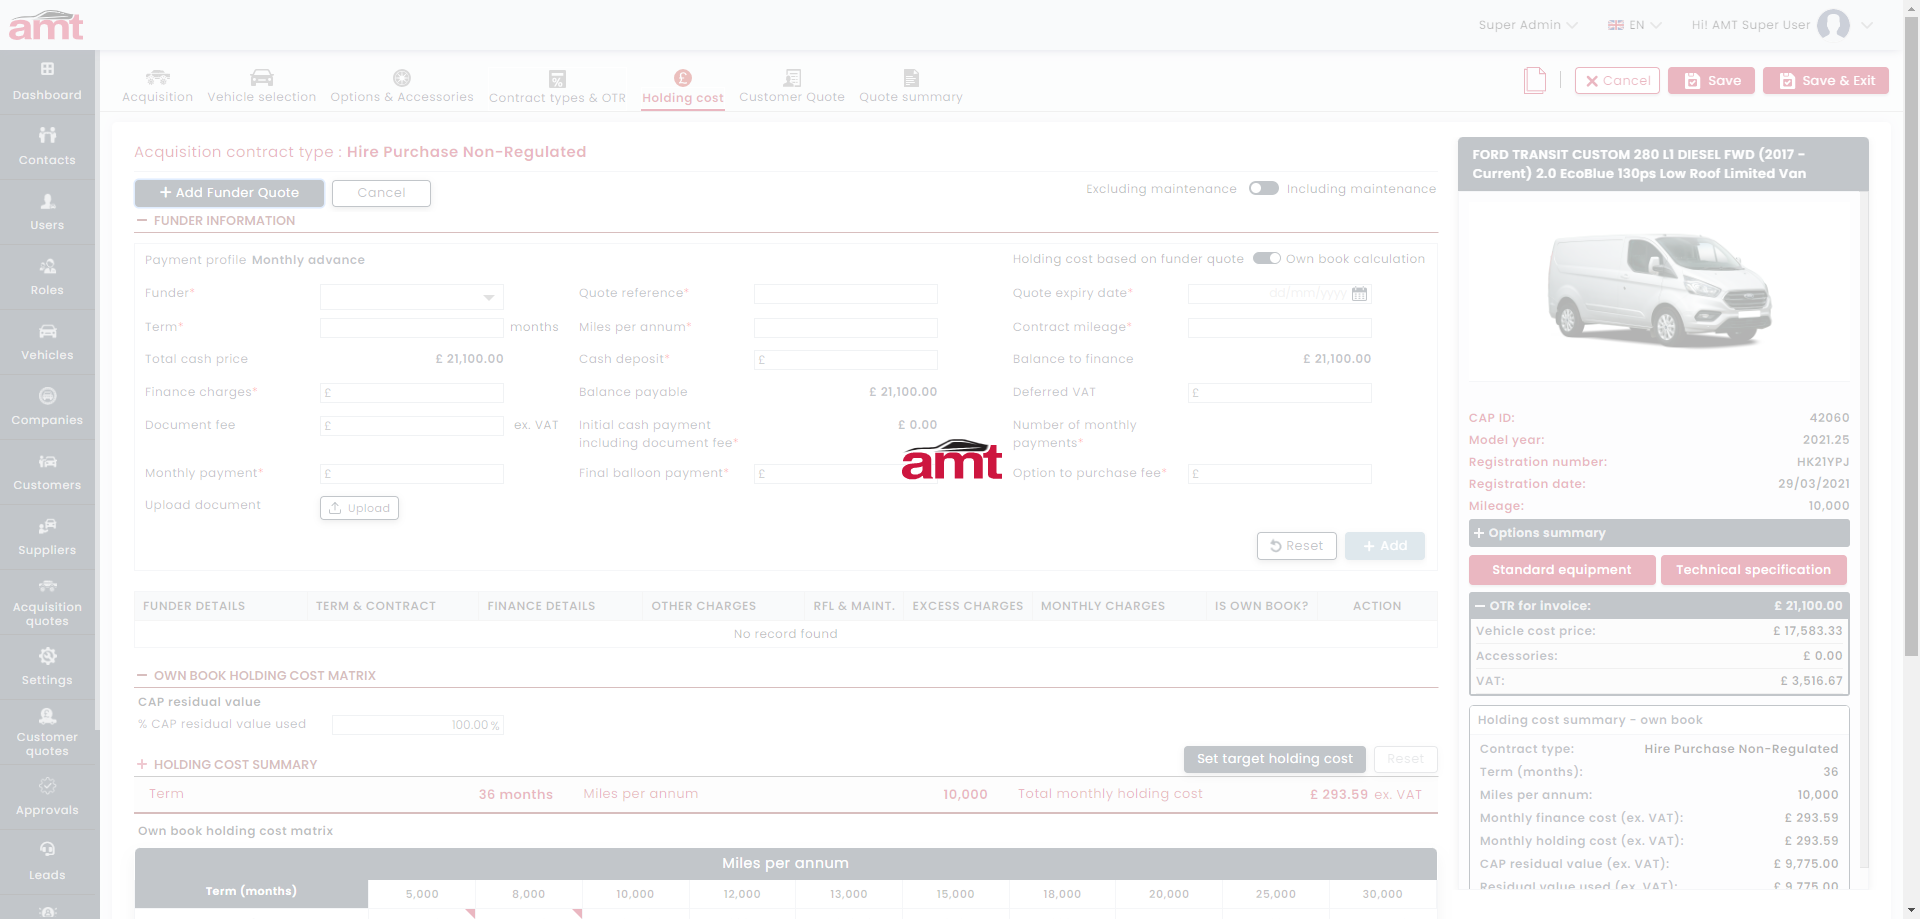 amt
Super Admin
EN
Hi! AMT Super User
Dashboard
Contacts
Users
Roles
Vehicles
Companies
Customers
Suppliers
Acquisition
quotes
Settings
Customer
quotes
Approvals
Leads
Acquisition
Vehicle selection
Options & Accessories
Contract types & OTR
Holding cost
Customer Quote
Quote summary
Cancel
Save
Save & Exit
Acquisition contract type : Hire Purchase Non-Regulated
+ Add Funder Quote
Cancel
Excluding maintenance
Including maintenance
FUNDER INFORMATION
Payment profile Monthly advance
Holding cost based on funder quote
Own book calculation
Funder*
Quote reference*
Quote expiry date*
dd/mm/yyyy
Term*
months
Miles per annum*
Contract mileage*
Total cash price
£ 21,100.00
Cash deposit*
£
Balance to finance
£ 21,100.00
Finance charges*
£
Balance payable
£ 21,100.00
Deferred VAT
£
Document fee
£
ex. VAT
Initial cash payment
including document fee*
£ 0.00
Number of monthly
payments*
Monthly payment*
£
Final balloon payment*
£
Option to purchase fee*
£
amt
Upload document
Upload
Reset
+ Add
FUNDER DETAILS
TERM & CONTRACT
FINANCE DETAILS
OTHER CHARGES
RFL & MAINT.
EXCESS CHARGES
MONTHLY CHARGES
IS OWN BOOK?
ACTION
No record found
OWN BOOK HOLDING COST MATRIX
CAP residual value
% CAP residual value used
100.00 %
HOLDING COST SUMMARY
Set target holding cost
Reset
Term
36 months
Miles per annum
10,000
Total monthly holding cost
£ 293.59 ex. VAT
Own book holding cost matrix
Miles per annum
Term (months)
5,000
8,000
10,000
12,000
13,000
15,000
18,000
20,000
25,000
30,000
FORD TRANSIT CUSTOM 280 L1 DIESEL FWD (2017 -
Current) 2.0 EcoBlue 130ps Low Roof Limited Van
CAP ID:
42060
Model year:
2021.25
Registration number:
HK21YPJ
Registration date:
29/03/2021
Mileage:
10,000
+ Options summary
Standard equipment
Technical specification
OTR for invoice:
£ 21,100.00
Vehicle cost price:
£ 17,583.33
Accessories:
£ 0.00
VAT:
£ 3,516.67
Holding cost summary - own book
Contract type:
Hire Purchase Non-Regulated
Term (months):
36
Miles per annum:
10,000
Monthly finance cost (ex. VAT):
£ 293.59
Monthly holding cost (ex. VAT):
£ 293.59
CAP residual value (ex. VAT):
£ 9,775.00
Residual value used (ex. VAT):
£ 9,775.00